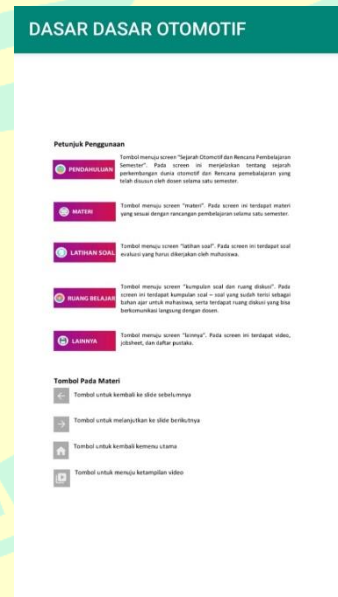 DASAR DASAR OTOMOTIF
Petunjuk Penggunaan
PENDAHULUAN
Tombol menuju screen "Sejarah Otomotif dan Rencana Pembelajaran
Semester". Pada screen ini menjelaskan tentang sejarah
perkembangan dunia otomotif dan Rencana pemebalajaran yang
telah disusun oleh dosen selama satu semester.
MATERI
Tombol menuju screen "materi". Pada screen ini terdapat materi
yang sesuai dengan rancangan pembelajaran selama satu semester.
LATIHAN SOAL
Tombol menuju screen "latihan soal". Pada screen ini terdapat soal
evaluasi yang harus dikerjakan oleh mahasiswa.
RUANG BELAJAR
Tombol menuju screen "kumpulan soal dan ruang diskusi". Pada
screen ini terdapat kumpulan soal – soal yang sudah terisi sebagai
bahan ajar untuk mahasiswa, serta terdapat ruang diskusi yang bisa
berkomunikasi langsung dengan dosen.
LAINNYA
Tombol menuju screen "lainnya". Pada screen ini terdapat video,
jobsheet, dan daftar pustaka.
Tombol Pada Materi
Tombol untuk kembali ke slide sebelumnya
Tombol untuk melanjutkan ke slide berikutnya
Tombol untuk kembali kemenu utama
Tombol untuk menuju ketampilan video